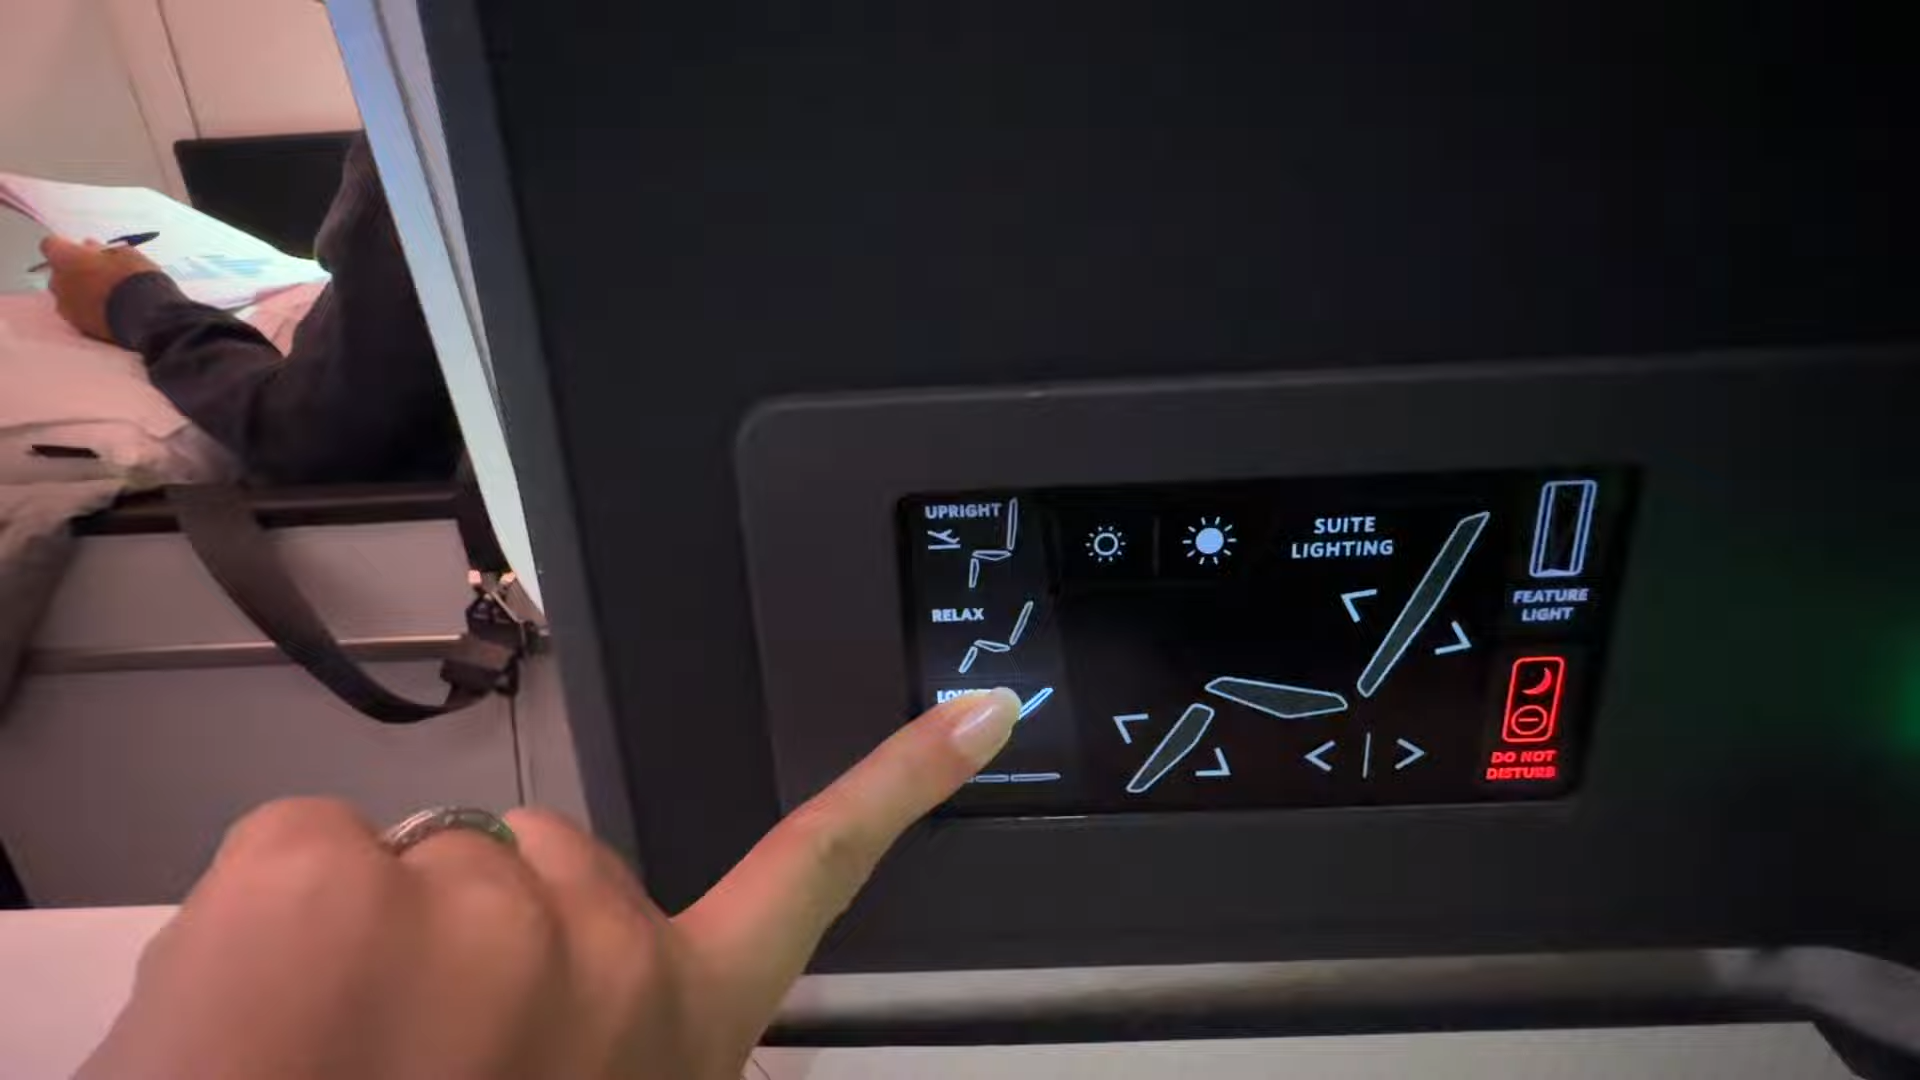 UPRIGHT
SUITE
LIGHTING
FEATURE
LIGHT
RELAX
DO NOT
DISTURB